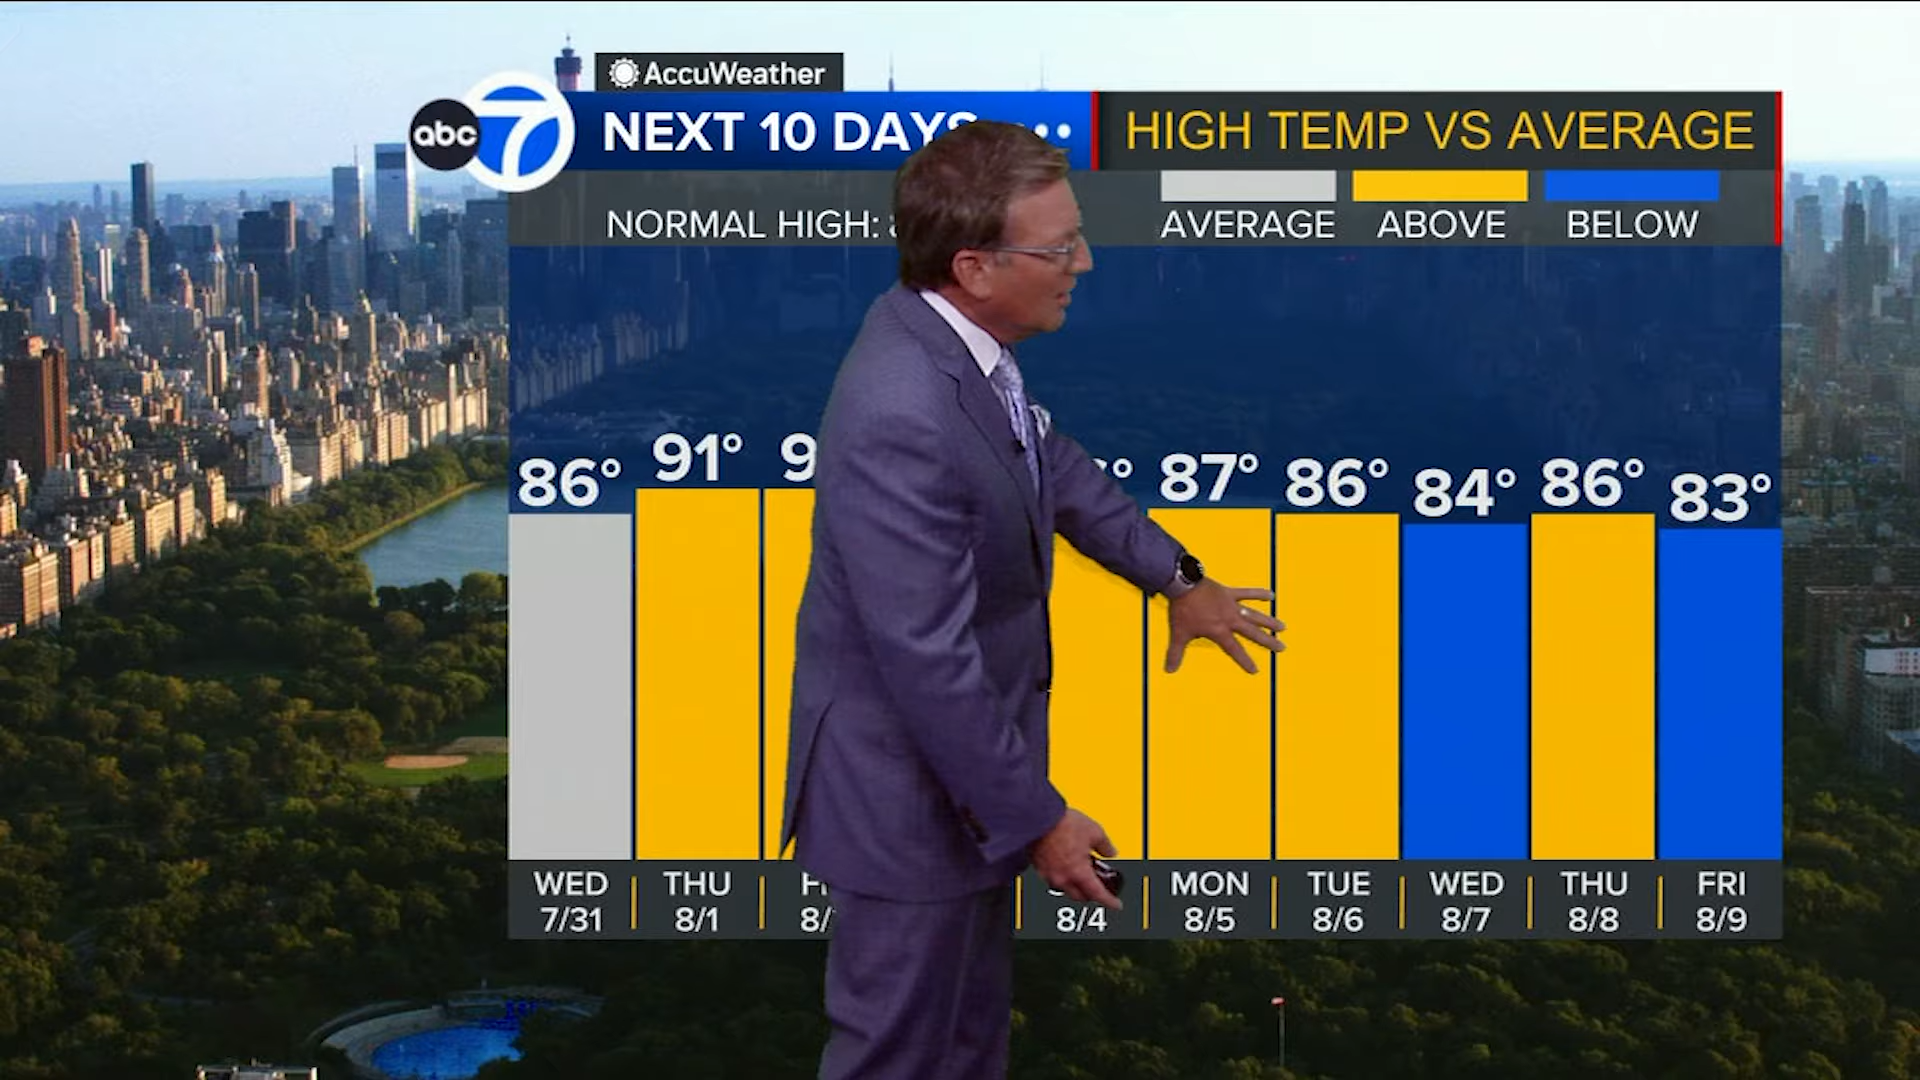 AccuWeather
abc 7
NEXT 10 DAYS
HIGH TEMP VS AVERAGE
NORMAL HIGH:
AVERAGE ABOVE BELOW
86° 91° 87° 86° 84° 86° 83°
WED THU MON TUE WED THU FRI
7/31 8/1 8/4 8/5 8/6 8/7 8/8 8/9